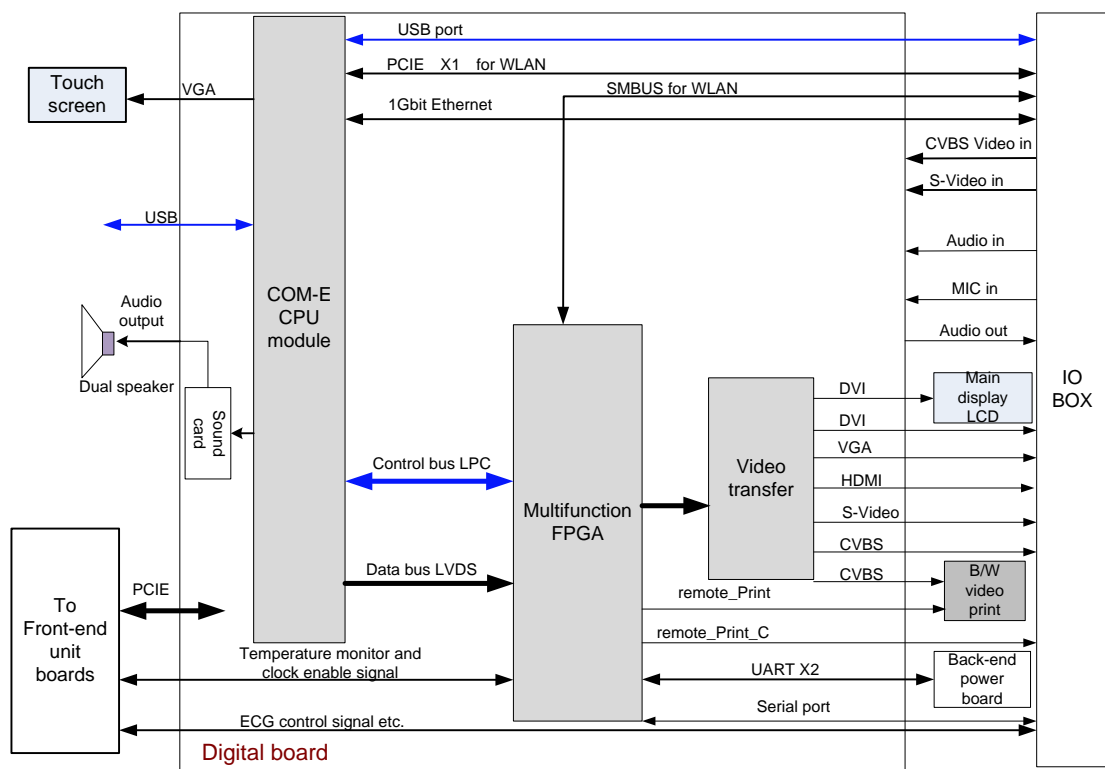 USB port
PCIE X1 for WLAN
SMBUS for WLAN
1Gbit Ethernet
Touch
screen
VGA
CVBS Video in
S-Video in
USB
Audio in
MIC in
Audio out
COM-E
CPU
module
Audio
output
Dual speaker
Sound
card
IO
BOX
DVI
Main
display
LCD
DVI
VGA
HDMI
S-Video
CVBS
CVBS
Video
transfer
Control bus LPC
Multifunction
FPGA
Data bus LVDS
B/W
video
print
remote_Print
remote_Print_C
PCIE
To
Front-end
unit
boards
Temperature monitor and
clock enable signal
UART X2
Back-end
power
board
Serial port
ECG control signal etc.
Digital board